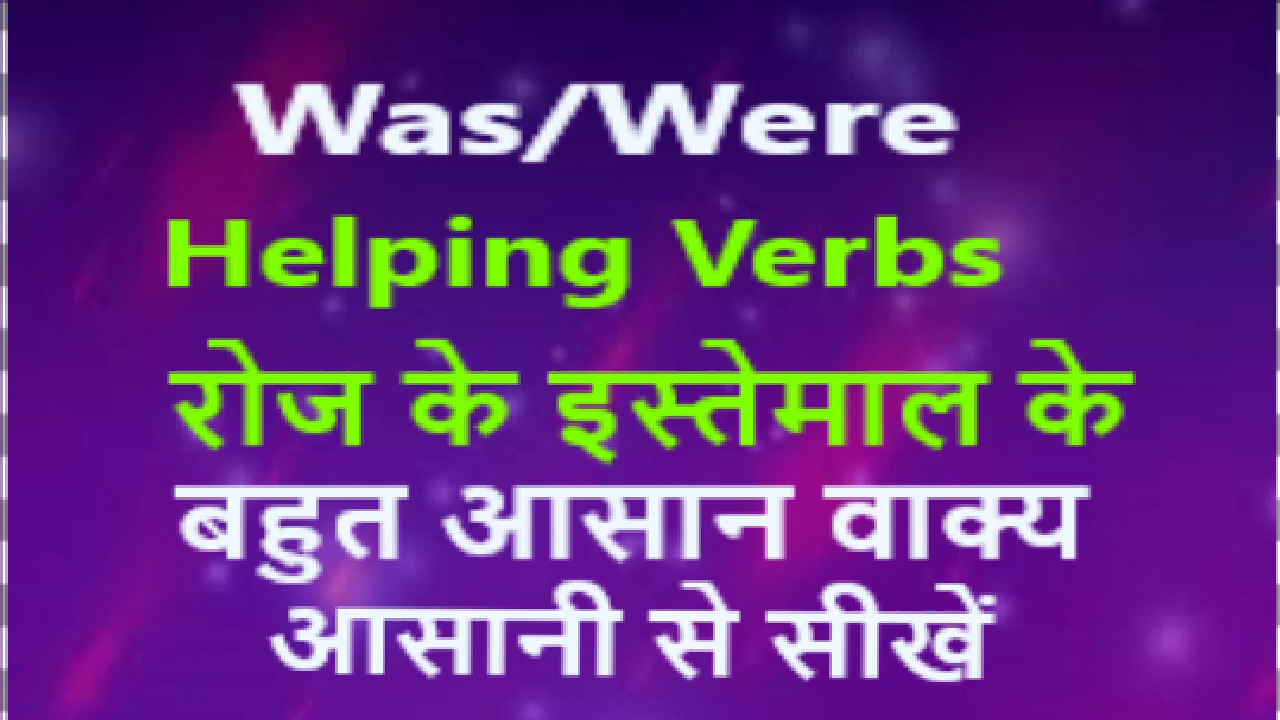 Was/Were
Helping Verbs
रोज के इस्तेमाल के
बहुत आसान वाक्य
आसानी से सीखें